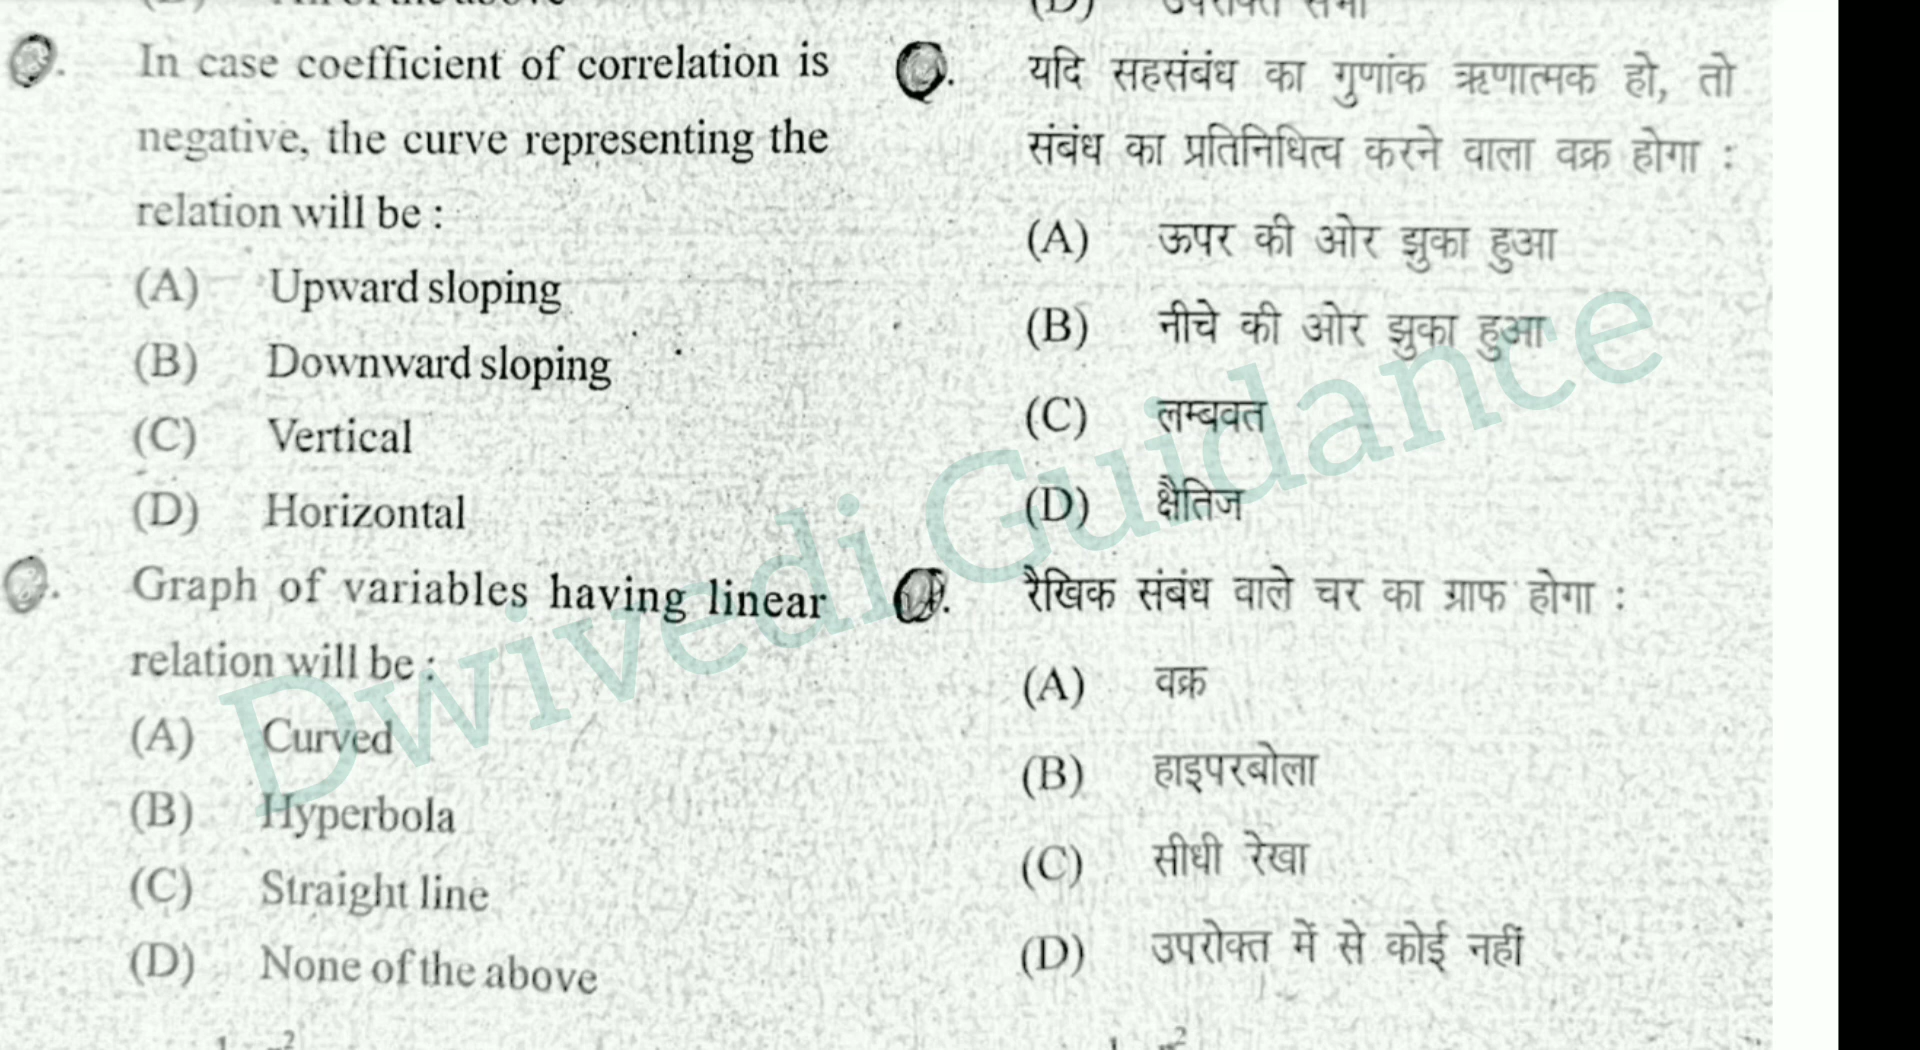 In case coefficient of correlation is
negative, the curve representing the
relation will be :
(A) Upward sloping
(B) Downward sloping
(C) Vertical
(D) Horizontal
Graph of variables having linear
relation will be :
(A) Curved
(B) Hyperbola
(C) Straight line
(D) None of the above
यदि सहसंबंध का गुणांक ऋणात्मक हो, तो
संबंध का प्रतिनिधित्व करने वाला वक्र होगा :
(A) ऊपर की ओर झुका हुआ
(B) नीचे की ओर झुका हुआ
(C) लम्बवत
(D) क्षैतिज
रैखिक संबंध वाले चर का ग्राफ होगा :
(A) वक्र
(B) हाइपरबोला
(C) सीधी रेखा
(D) उपरोक्त में से कोई नहीं
Dwivedi Guidance